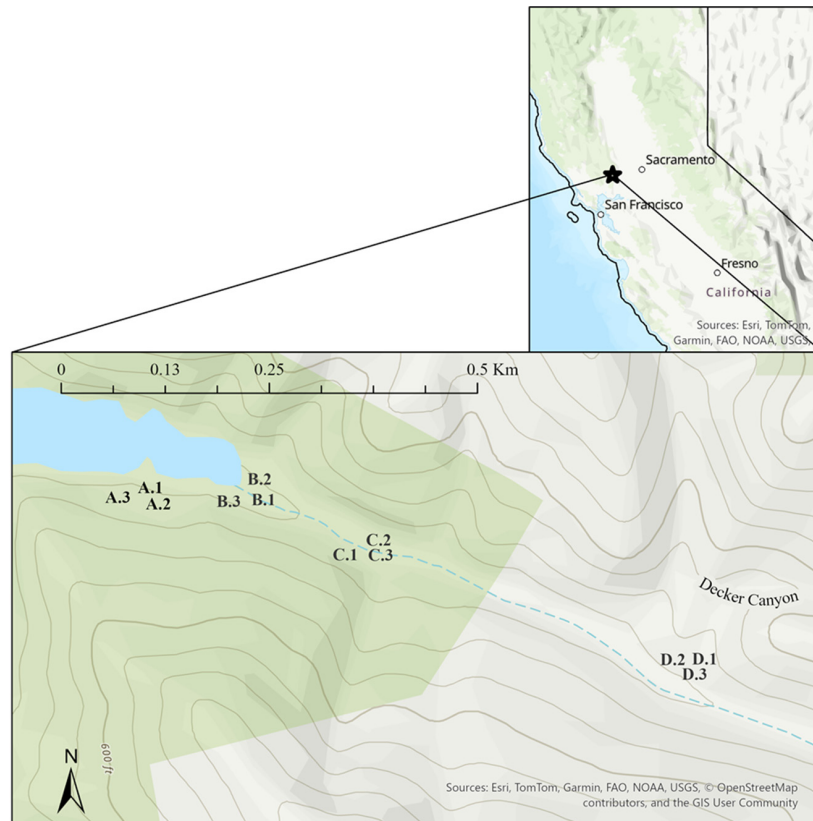 Sacramento
San Francisco
Fresno
California
Sources: Esri, TomTom,
Garmin, FAO, NOAA, USGS,
0 0.13 0.25 0.5 Km
B.2
A.1
A.3 B.3 B.1
A.2
C.2
C.1 C.3
Decker Canyon
D.2 D.1
D.3
600 ft
N
Sources: Esri, TomTom, Garmin, FAO, NOAA, USGS, © OpenStreetMap
contributors, and the GIS User Community